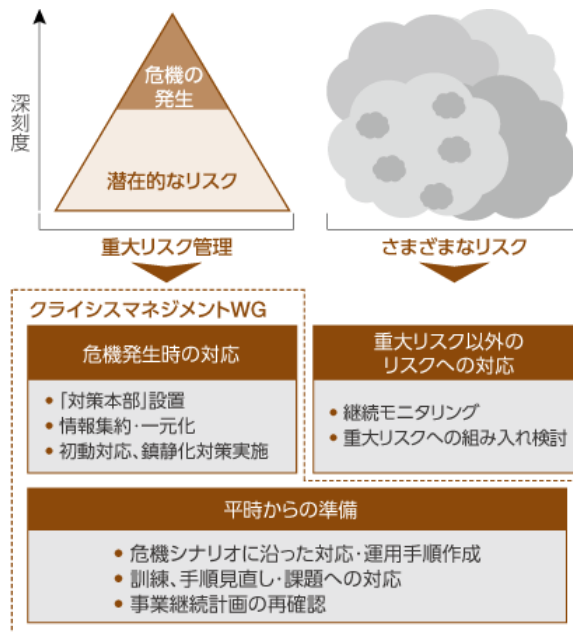 深刻度
危機の
発生
潜在的なリスク
重大リスク管理
さまざまなリスク
クライシスマネジメントWG
危機発生時の対応
• 「対策本部」設置
• 情報集約・一元化
• 初動対応、鎮静化対策実施
重大リスク以外の
リスクへの対応
• 継続モニタリング
• 重大リスクへの組み入れ検討
平時からの準備
• 危機シナリオに沿った対応・運用手順作成
• 訓練、手順見直し・課題への対応
• 事業継続計画の再確認